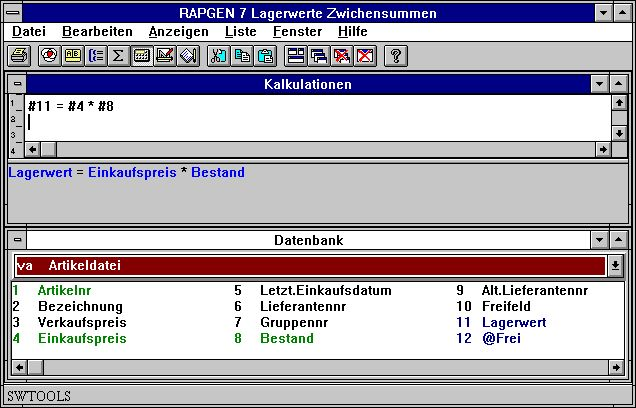 RAPGEN 7 Lagerwerte Zwichensummen
Datei Bearbeiten Anzeigen Liste Fenster Hilfe
Kalkulationen
1 #11 = #4 * #8
2
3
4
Lagerwert = Einkaufspreis * Bestand
Datenbank
va Artikeldatei
1 Artikelnr 5 Letzt.Einkaufsdatum 9 Alt.Lieferantennr
2 Bezeichnung 6 Lieferantennr 10 Freifeld
3 Verkaufspreis 7 Gruppennr 11 Lagerwert
4 Einkaufspreis 8 Bestand 12 @Frei
SWTOOLS